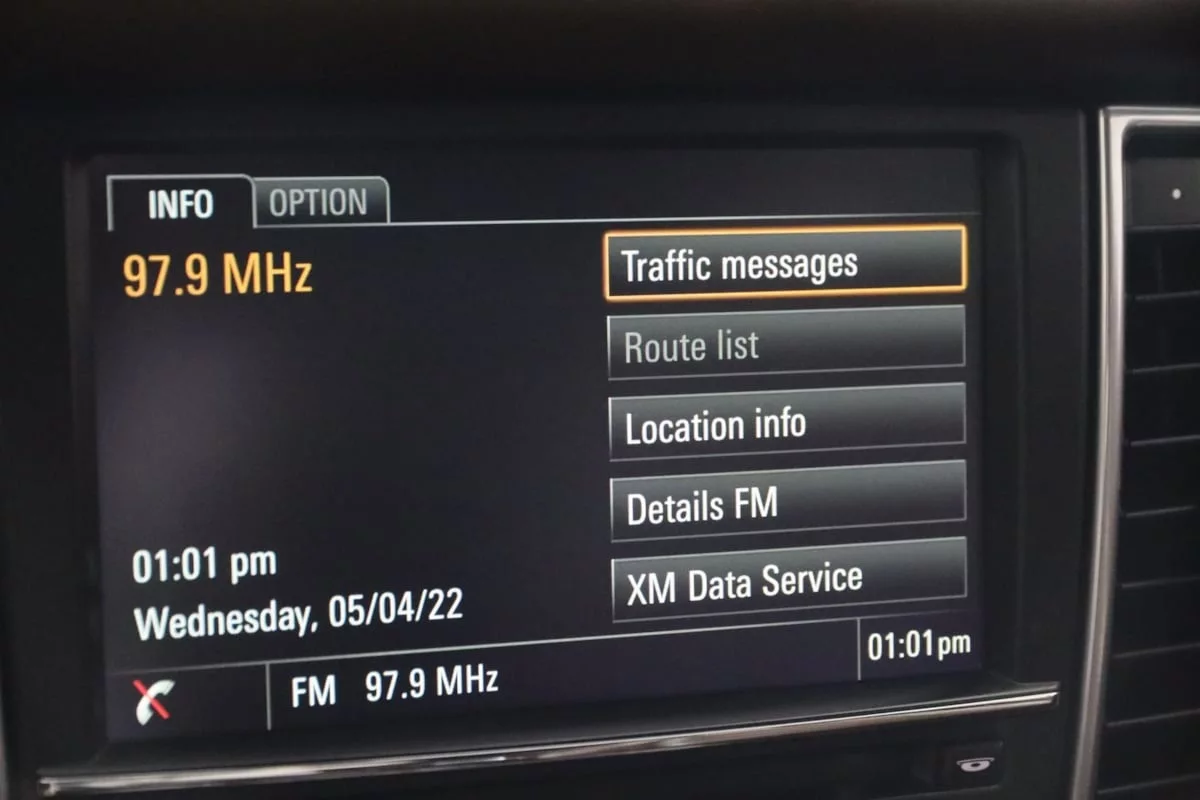 INFO OPTION
97.9 MHz
Traffic messages
Route list
Location info
Details FM
XM Data Service
01:01 pm
Wednesday, 05/04/22
FM 97.9 MHz
01:01pm